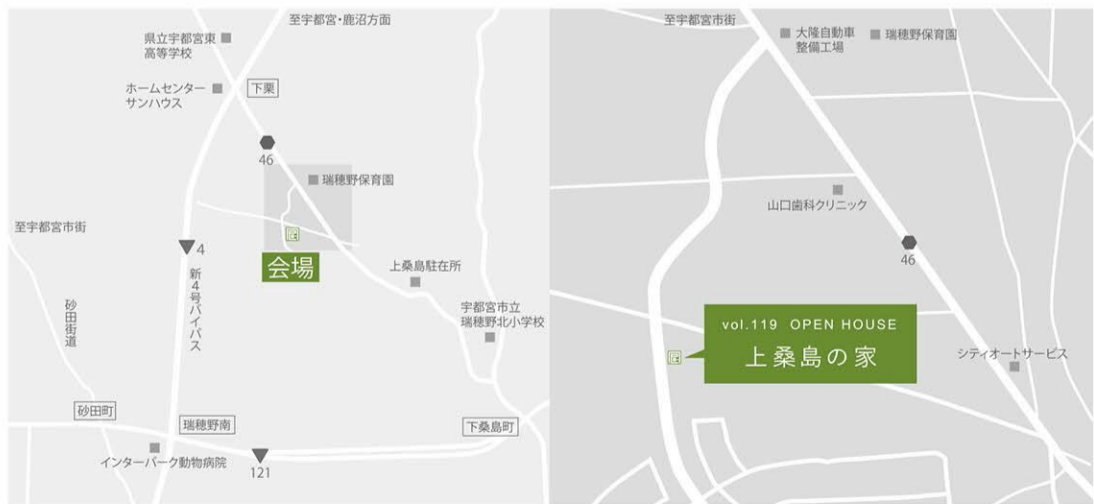 至宇都宮・鹿沼方面
県立宇都宮東
高等学校
ホームセンター
サンハウス
下栗
46
瑞穂野保育園
至宇都宮市街
4
新4号バイパス
会場
上桑島駐在所
砂田街道
宇都宮市立
瑞穂野北小学校
砂田町
瑞穂野南
下桑島町
インターパーク動物病院
121
至宇都宮市街
大隆自動車
整備工場
瑞穂野保育園
山口歯科クリニック
46
vol.119 OPEN HOUSE
上桑島の家
シティオートサービス